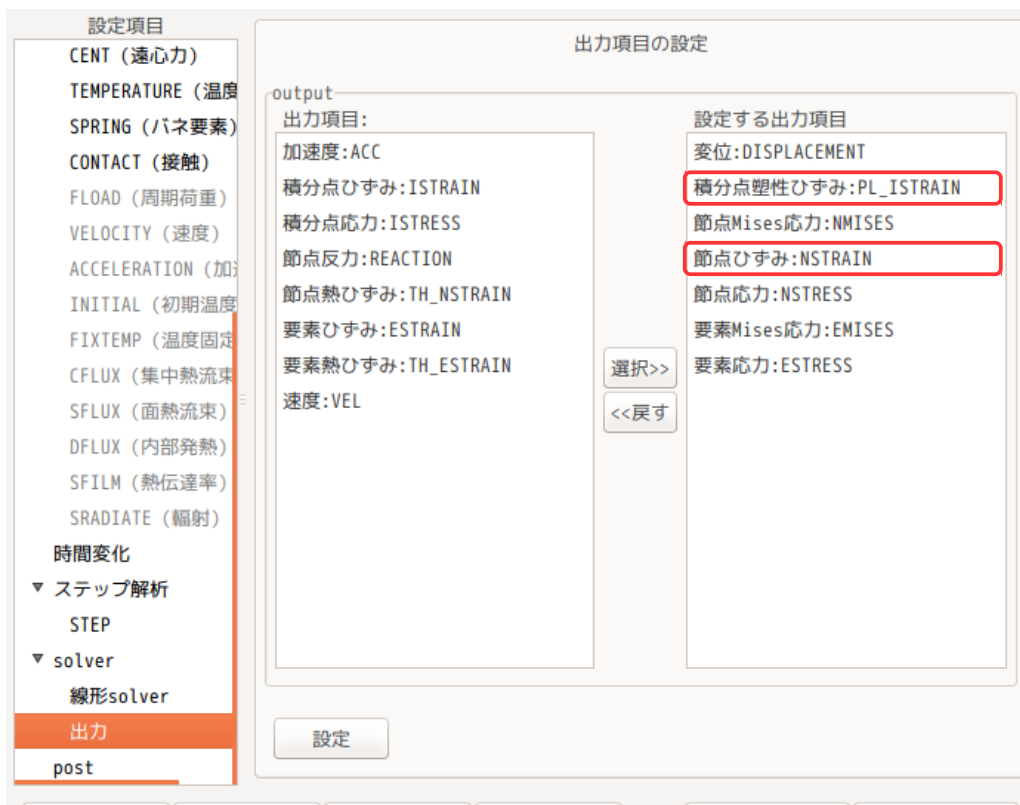 設定項目
CENT (遠心力)
TEMPERATURE (温度
SPRING (バネ要素)
CONTACT (接触)
FLOAD (周期荷重)
VELOCITY (速度)
ACCELERATION (加
INITIAL (初期温度
FIXTEMP (温度固定
CFLUX (集中熱流束
SFLUX (面熱流束)
DFLUX (内部発熱)
SFILM (熱伝達率)
SRADIATE (輻射)
時間変化
▼ ステップ解析
STEP
▼ solver
線形solver
出力
post
出力項目の設定
output
出力項目:
加速度:ACC
積分点ひずみ:ISTRAIN
積分点応力:ISTRESS
節点反力:REACTION
節点熱ひずみ:TH_NSTRAIN
要素ひずみ:ESTRAIN
要素熱ひずみ:TH_ESTRAIN
速度:VEL
選択>>
<<戻す
設定する出力項目
変位:DISPLACEMENT
積分点塑性ひずみ:PL_ISTRAIN
節点Mises応力:NMISES
節点ひずみ:NSTRAIN
節点応力:NSTRESS
要素Mises応力:EMISES
要素応力:ESTRESS
設定